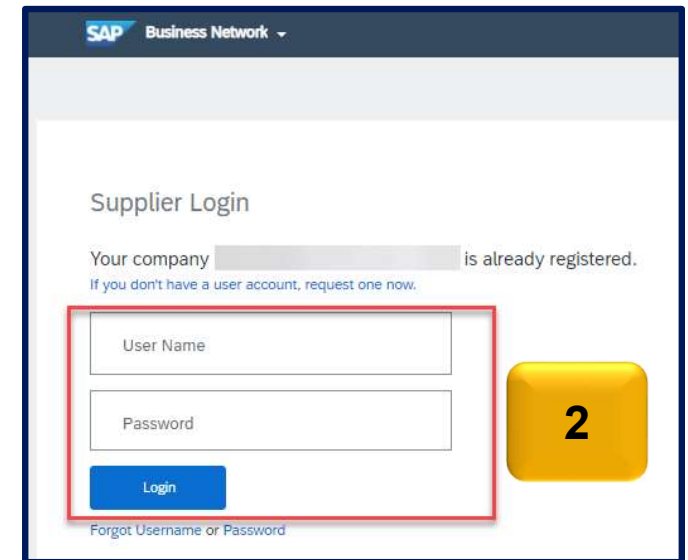 SAP Business Network
Supplier Login
Your company is already registered.
If you don't have a user account, request one now.
User Name
Password
2
Login
Forgot Username or Password